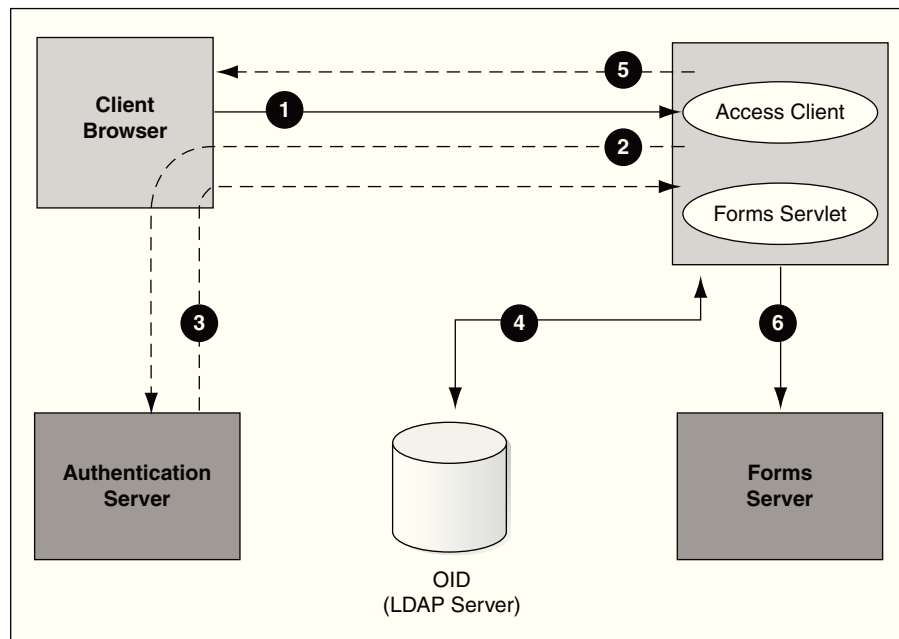 5
Client
Browser
1
Access Client
2
Forms Servlet
3
4
6
Authentication
Server
Forms
Server
OID
(LDAP Server)